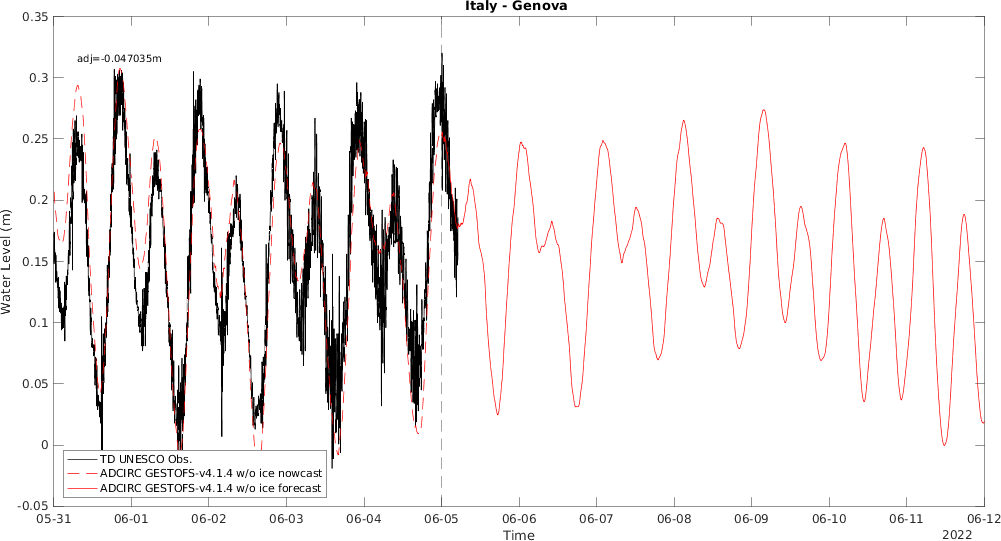 Italy - Genova
0.35
adj=-0.047035m
0.3
0.25
0.2
0.15
0.1
0.05
0
-0.05
Water Level (m)
TD UNESCO Obs.
ADCIRC GESTOFS-v4.1.4 w/o ice nowcast
ADCIRC GESTOFS-v4.1.4 w/o ice forecast
05-31 06-01 06-02 06-03 06-04 06-05 06-06 06-07 06-08 06-09 06-10 06-11 06-12
Time
2022